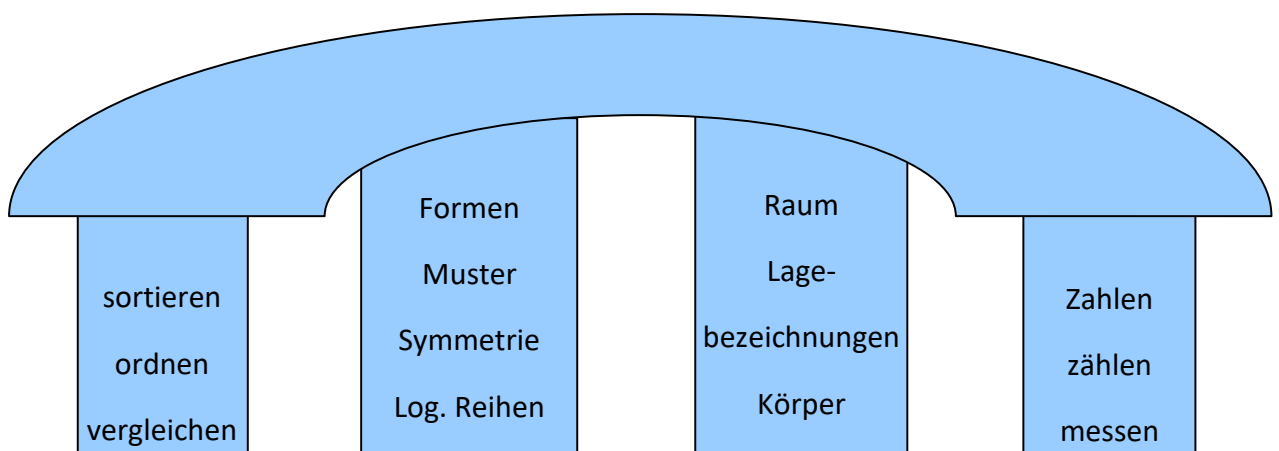 sortieren
ordnen
vergleichen
Formen
Muster
Symmetrie
Log. Reihen
Raum
Lage-
bezeichnungen
Körper
Zahlen
zählen
messen